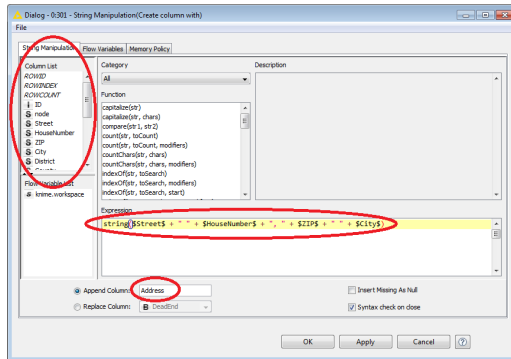 Dialog - 0:301 - String Manipulation(Create column with)
File
String Manipulation Flow Variables Memory Policy
Column List
ROWID
ROWINDEX
ROWCOUNT
I ID
S node
S Street
S HouseNumber
S ZIP
S City
S District
S County
Flow Variable List
s knime.workspace
Category
All
Function
capitalize(str)
capitalize(str, chars)
compare(str1, str2)
count(str, toCount)
count(str, toCount, modifiers)
countChars(str, chars)
countChars(str, chars, modifiers)
indexOf(str, toSearch)
indexOf(str, toSearch, modifiers)
indexOf(str, toSearch, start)
Description
Expression
string($Street$ + " " + $HouseNumber$ + ", " + $ZIP$ + " " + $City$)
Append Column: Address
Insert Missing As Null
Replace Column: B DeadEnd
Syntax check on close
OK Apply Cancel ?